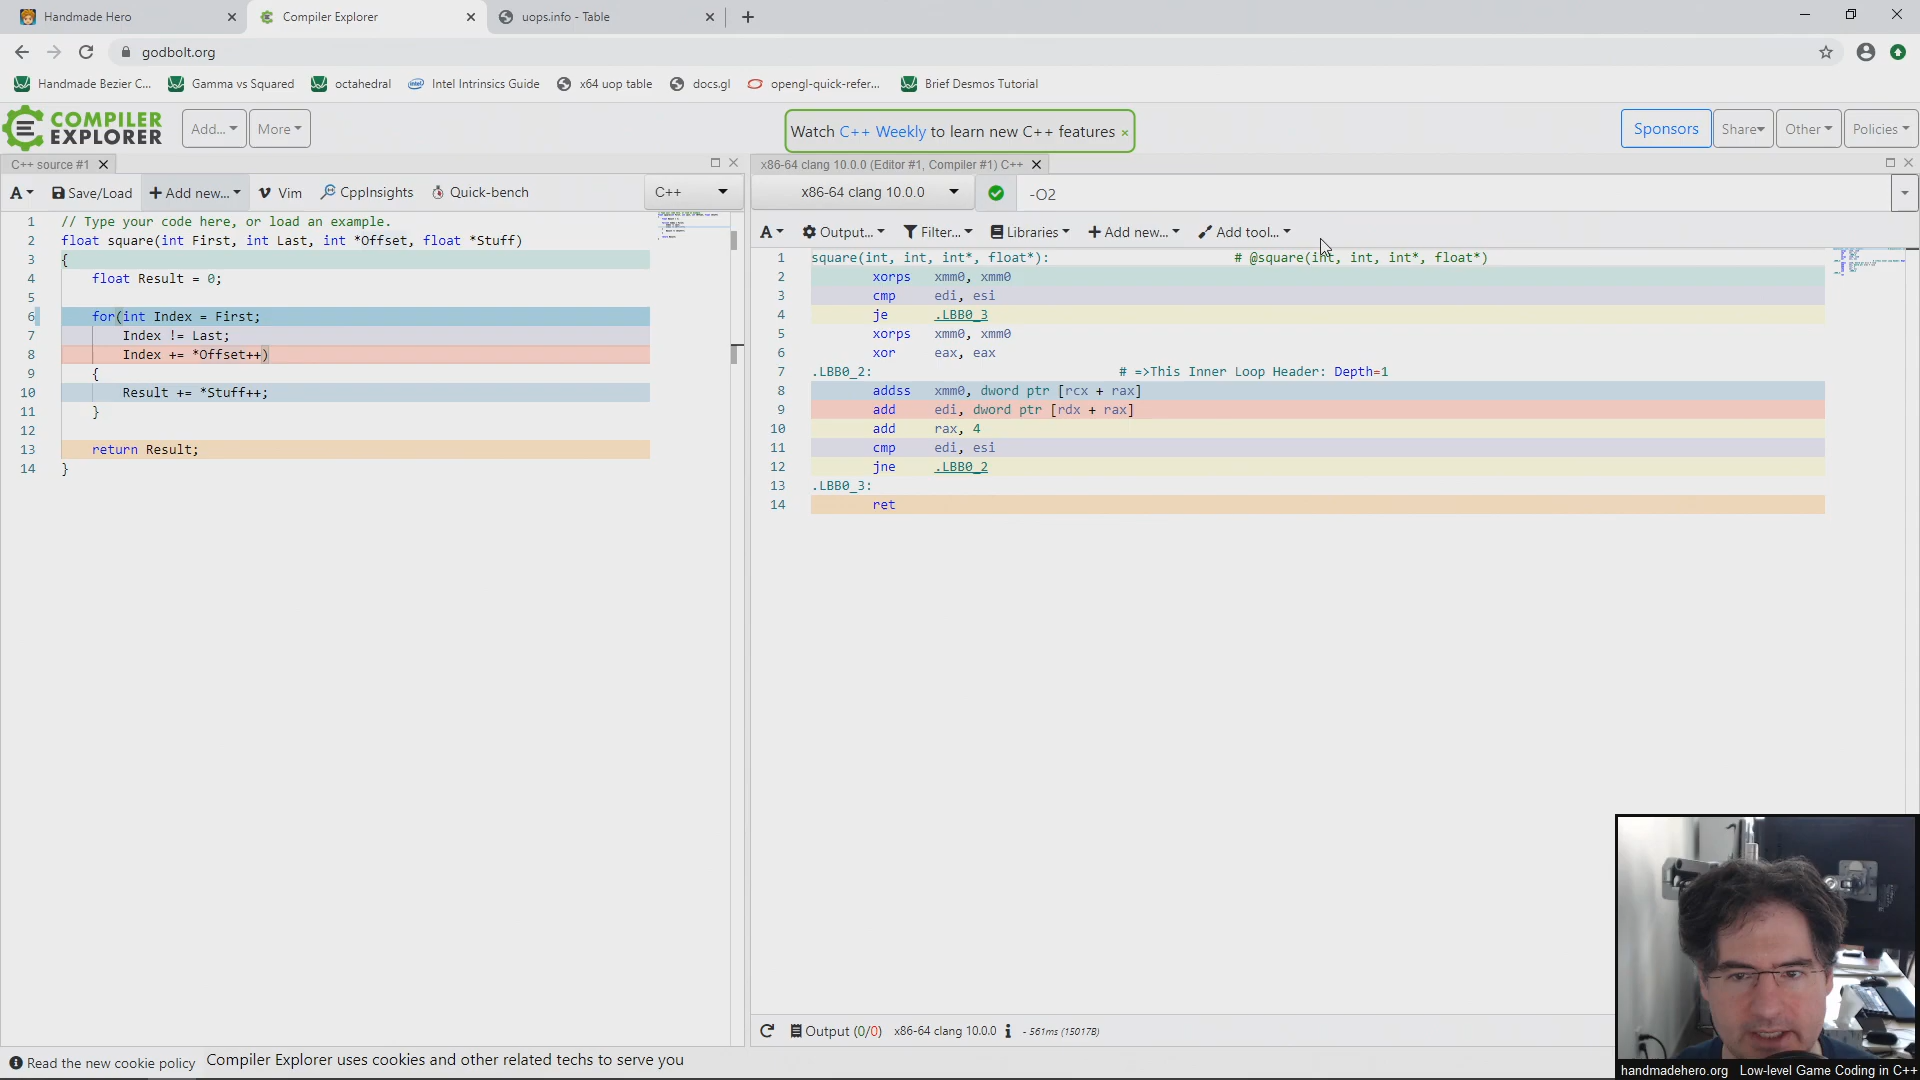 Handmade Hero
Compiler Explorer
uops.info - Table
godbolt.org
Handmade Bezier C...
Gamma vs Squared
octahedral
Intel Intrinsics Guide
x64 uop table
docs.gl
opengl-quick-refer...
Brief Desmos Tutorial
COMPILER EXPLORER
Add...
More
Watch C++ Weekly to learn new C++ features ×
Sponsors
Share
Other
Policies
C++ source #1
A
Save/Load
+ Add new...
Vim
CppInsights
Quick-bench
C++
1 // Type your code here, or load an example.
2 float square(int First, int Last, int *Offset, float *Stuff)
3 {
4 float Result = 0;
5
6 for(int Index = First;
7 Index != Last;
8 Index += *Offset++)
9 {
10 Result += *Stuff++;
11 }
12
13 return Result;
14 }
x86-64 clang 10.0.0 (Editor #1, Compiler #1) C++
x86-64 clang 10.0.0
-O2
A
Output...
Filter...
Libraries
+ Add new...
Add tool...
1 square(int, int, int*, float*): # @square(int, int, int*, float*)
2 xorps xmm0, xmm0
3 cmp edi, esi
4 je .LBB0_3
5 xorps xmm0, xmm0
6 xor eax, eax
7 .LBB0_2: # =>This Inner Loop Header: Depth=1
8 addss xmm0, dword ptr [rcx + rax]
9 add edi, dword ptr [rdx + rax]
10 add rax, 4
11 cmp edi, esi
12 jne .LBB0_2
13 .LBB0_3:
14 ret
Output (0/0) x86-64 clang 10.0.0 i - 561ms (15017B)
Read the new cookie policy Compiler Explorer uses cookies and other related techs to serve you
handmadehero.org Low-level Game Coding in C++